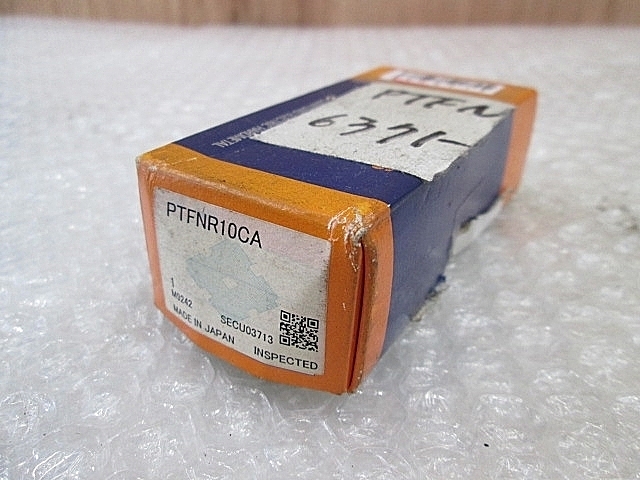 PTFN
6371-
PTFNR10CA
1
M0242
SECU03713
MADE IN JAPAN
INSPECTED